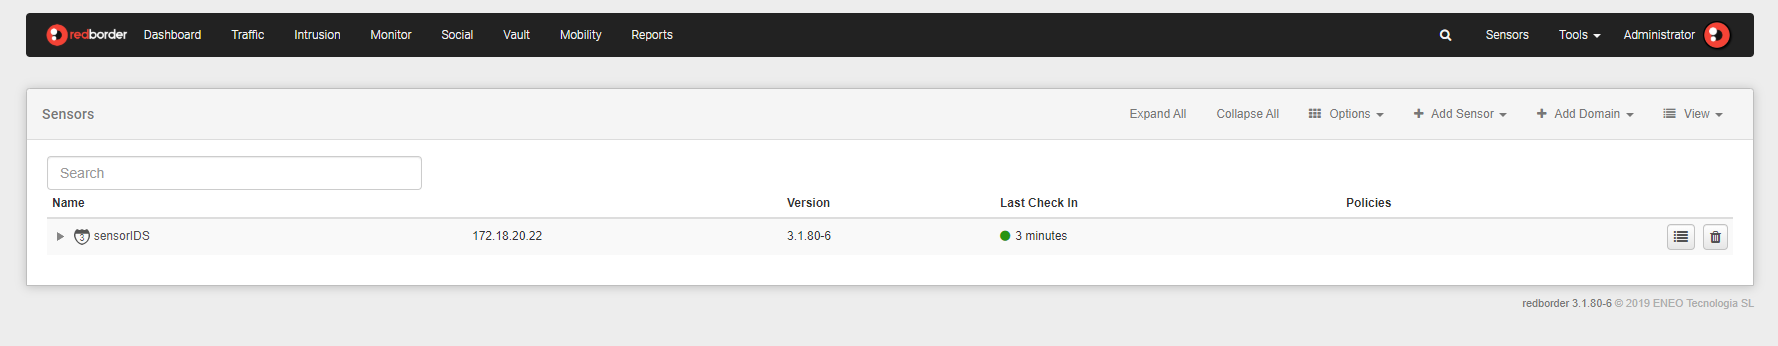 redborder Dashboard Traffic Intrusion Monitor Social Vault Mobility Reports Sensors Tools Administrator
Sensors Expand All Collapse All Options Add Sensor Add Domain View
Search
Name Version Last Check In Policies
3 sensorIDS 172.18.20.22 3.1.80-6 3 minutes
redborder 3.1.80-6 © 2019 ENEO Tecnologia SL